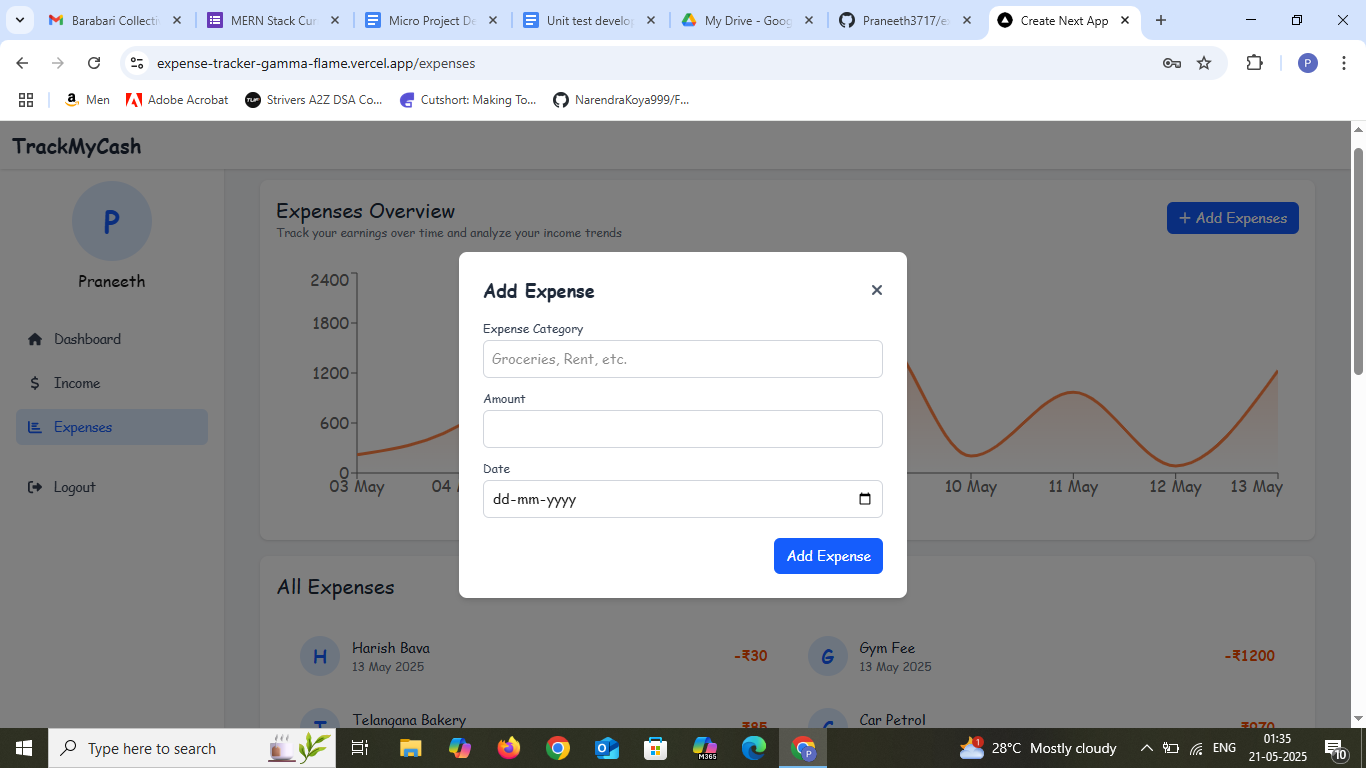 Barabari Collecti
MERN Stack Cur
Micro Project De
Unit test develop
My Drive - Goog
Praneeth3717/e
Create Next App
expense-tracker-gamma-flame.vercel.app/expenses
P
Men
Adobe Acrobat
Strivers A2Z DSA Co...
Cutshort: Making To...
NarendraKoya999/F...
TrackMyCash
P
Praneeth
Dashboard
Income
Expenses
Logout
Expenses Overview
Track your earnings over time and analyze your income trends
+ Add Expenses
2400
1800
1200
600
0
03 May
04
10 May
11 May
12 May
13 May
Add Expense
Expense Category
Groceries, Rent, etc.
Amount
Date
dd-mm-yyyy
Add Expense
All Expenses
H
Harish Bava
13 May 2025
-₹30
G
Gym Fee
13 May 2025
-₹1200
T
Telangana Bakery
-₹85
C
Car Petrol
-₹970
Type here to search
M365
P
1
28°C Mostly cloudy
ENG
01:35
21-05-2025
10